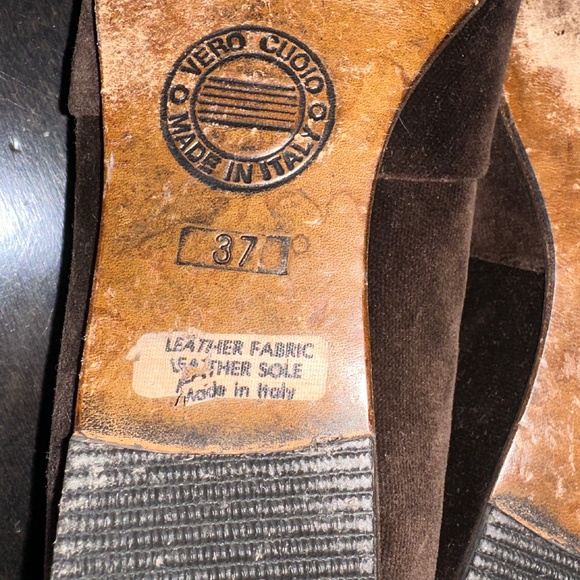 VERO CUOIO
MADE IN ITALY
37
LEATHER FABRIC
LEATHER SOLE
Made in Italy